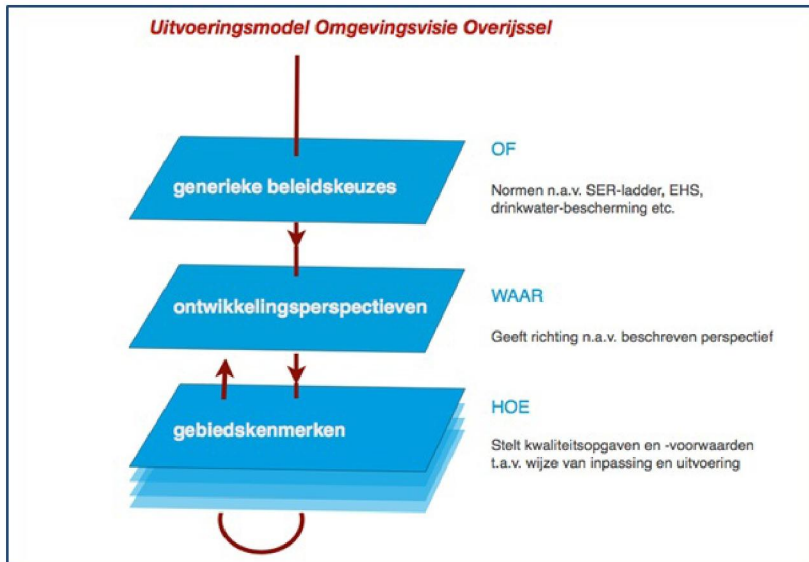 Uitvoeringsmodel Omgevingsvisie Overijssel
generieke beleidskeuzes
OF
Normen n.a.v. SER-ladder, EHS,
drinkwater-bescherming etc.
ontwikkelingsperspectieven
WAAR
Geeft richting n.a.v. beschreven perspectief
gebiedskenmerken
HOE
Stelt kwaliteitsopgaven en -voorwaarden
t.a.v. wijze van inpassing en uitvoering